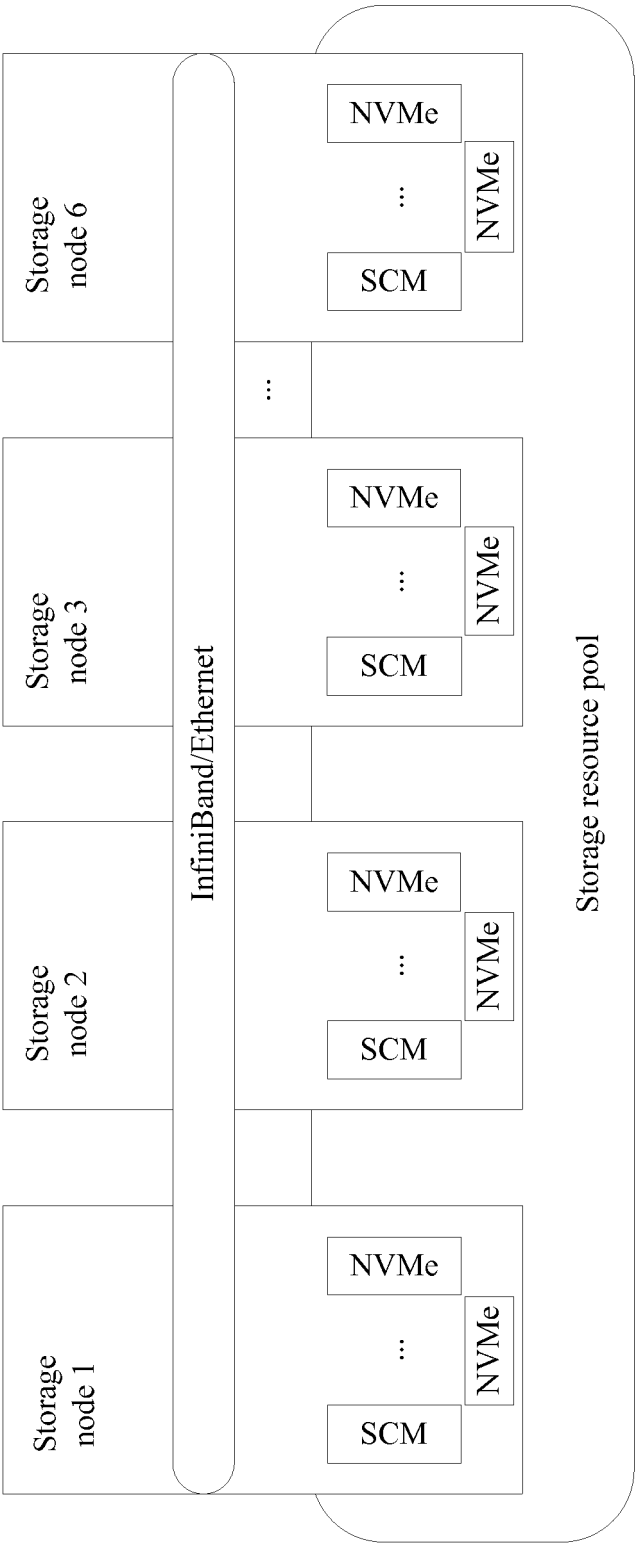 Storage
node 1
Storage
node 2
Storage
node 3
Storage
node 6
InfiniBand/Ethernet
...
SCM
...
NVMe
NVMe
SCM
...
NVMe
NVMe
SCM
...
NVMe
NVMe
SCM
...
NVMe
NVMe
Storage resource pool